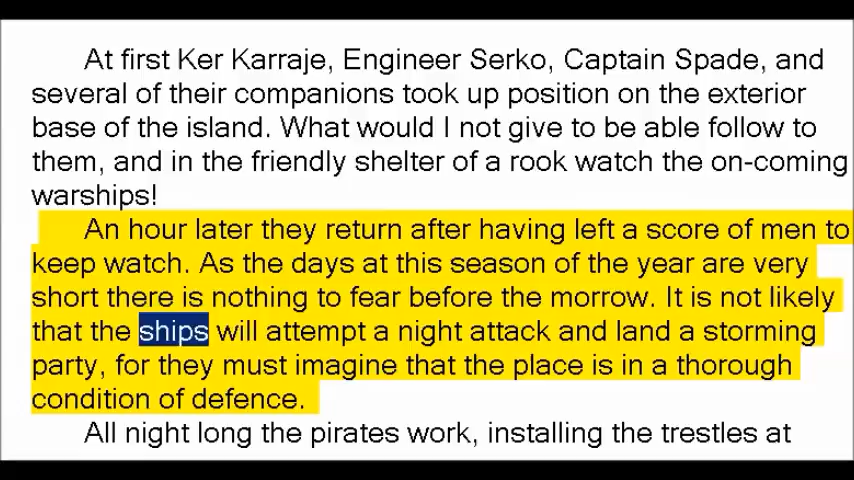 At first Ker Karraje, Engineer Serko, Captain Spade, and
several of their companions took up position on the exterior
base of the island. What would I not give to be able follow to
them, and in the friendly shelter of a rook watch the on-coming
warships!
An hour later they return after having left a score of men to
keep watch. As the days at this season of the year are very
short there is nothing to fear before the morrow. It is not likely
that the ships will attempt a night attack and land a storming
party, for they must imagine that the place is in a thorough
condition of defence.
All night long the pirates work, installing the trestles at